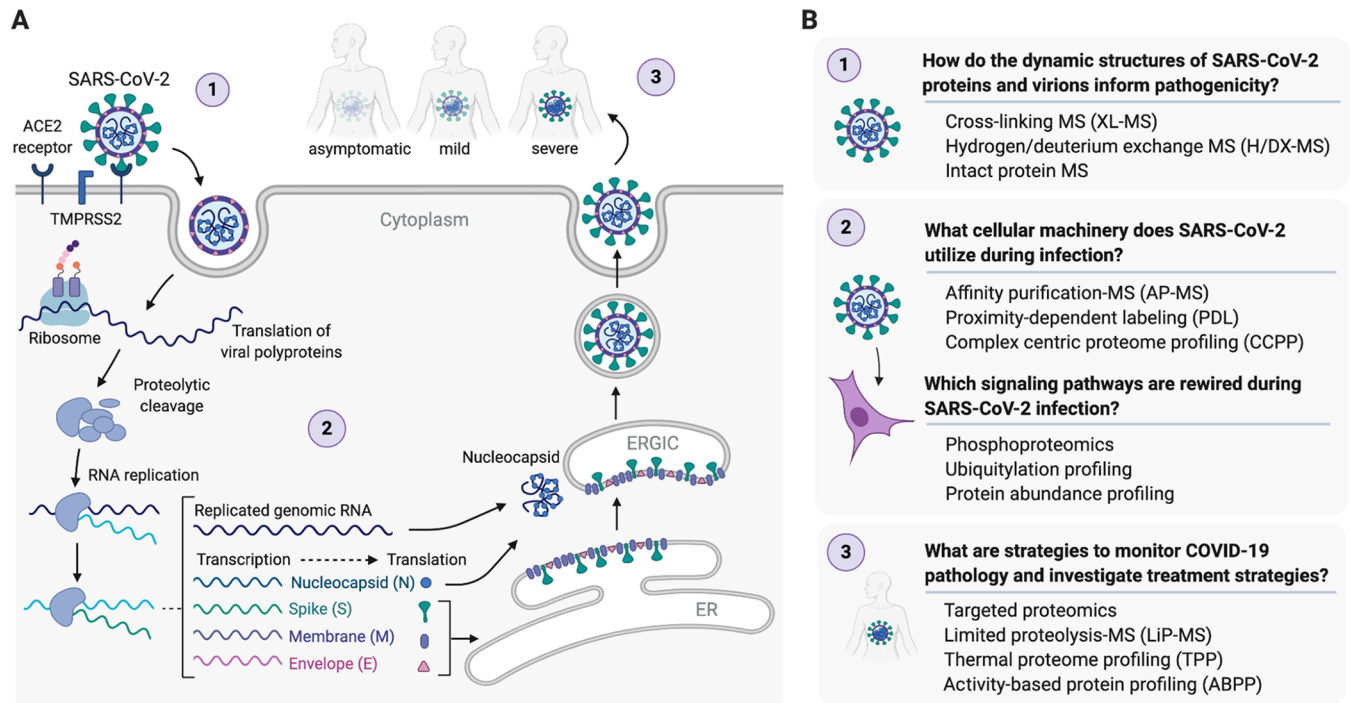 A
SARS-CoV-2
1
ACE2
receptor
TMPRSS2
asymptomatic
mild
severe
3
Cytoplasm
Ribosome
Translation of
viral polyproteins
Proteolytic
cleavage
2
RNA replication
Nucleocapsid
ERGIC
Replicated genomic RNA
Transcription
Translation
Nucleocapsid (N)
Spike (S)
Membrane (M)
Envelope (E)
ER
B
1
How do the dynamic structures of SARS-CoV-2
proteins and virions inform pathogenicity?
Cross-linking MS (XL-MS)
Hydrogen/deuterium exchange MS (H/DX-MS)
Intact protein MS
2
What cellular machinery does SARS-CoV-2
utilize during infection?
Affinity purification-MS (AP-MS)
Proximity-dependent labeling (PDL)
Complex centric proteome profiling (CCPP)
Which signaling pathways are rewired during
SARS-CoV-2 infection?
Phosphoproteomics
Ubiquitylation profiling
Protein abundance profiling
3
What are strategies to monitor COVID-19
pathology and investigate treatment strategies?
Targeted proteomics
Limited proteolysis-MS (LiP-MS)
Thermal proteome profiling (TPP)
Activity-based protein profiling (ABPP)